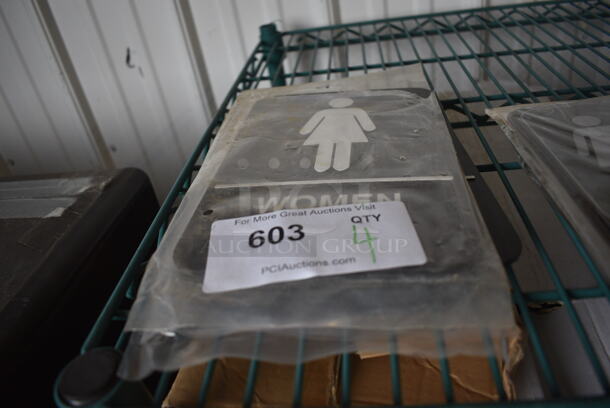 WOMEN
For More Great Auctions Visit
603
QTY
4
PCIAuctions.com
AUCTION GROUP